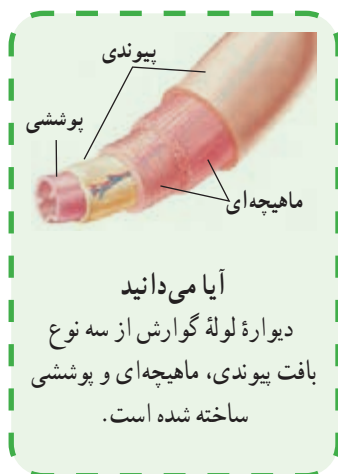 پیوندی
پوششی
ماهیچه‌ای
آیا می‌دانید
دیوارهٔ لولهٔ گوارش از سه نوع
بافت پیوندی، ماهیچه‌ای و پوششی
ساخته شده است.